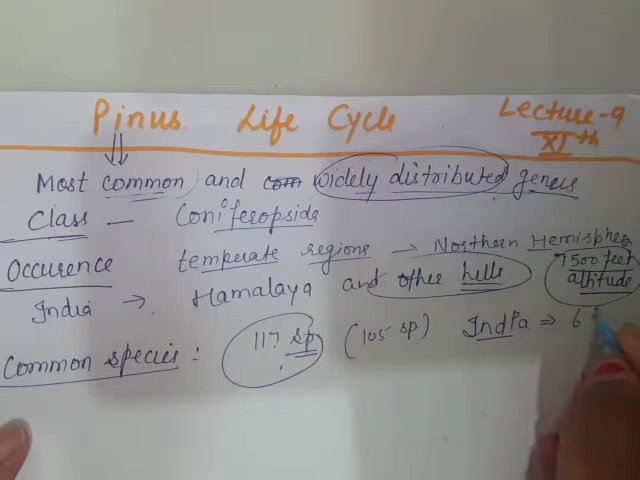 Pinus Life Cycle Lecture-9
XIth
Most common and com widely distributed genus
Class — Coniferopsida
Occurence temperate regions → Northern Hemisphere
India → Hamalaya and other hills 1500 feet altitude
Common species: 117 sp (105 sp) India ⇒ 6